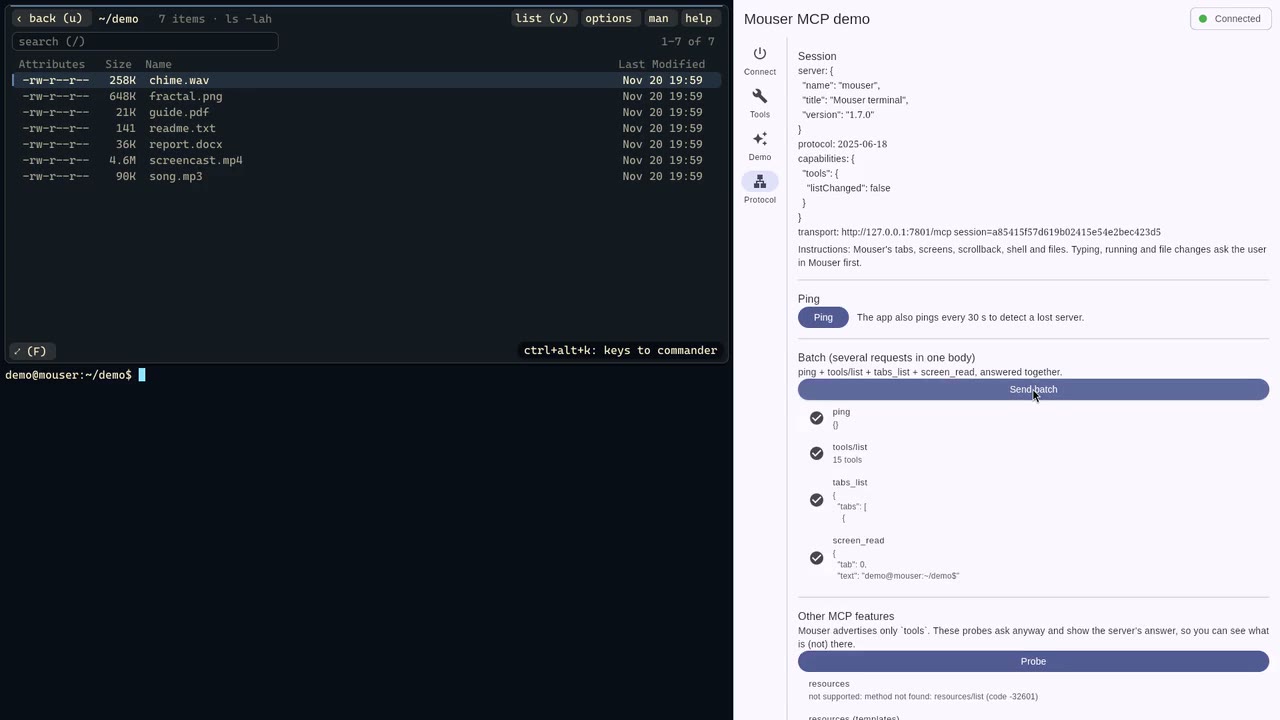 ‹ back (u) ~/demo 7 items · ls -lah list (v) options man help
search (/) 1-7 of 7
Attributes Size Name Last Modified
-rw-r--r-- 258K chime.wav Nov 20 19:59
-rw-r--r-- 648K fractal.png Nov 20 19:59
-rw-r--r-- 21K guide.pdf Nov 20 19:59
-rw-r--r-- 141 readme.txt Nov 20 19:59
-rw-r--r-- 36K report.docx Nov 20 19:59
-rw-r--r-- 4.6M screencast.mp4 Nov 20 19:59
-rw-r--r-- 90K song.mp3 Nov 20 19:59
⤢ (F) ctrl+alt+k: keys to commander
demo@mouser:~/demo$
Mouser MCP demo
Connected
Connect
Tools
Demo
Protocol
Session
server: {
"name": "mouser",
"title": "Mouser terminal",
"version": "1.7.0"
}
protocol: 2025-06-18
capabilities: {
"tools": {
"listChanged": false
}
}
transport: http://127.0.0.1:7801/mcp session=a85415f57d619b02415e54e2bec423d5
Instructions: Mouser's tabs, screens, scrollback, shell and files. Typing, running and file changes ask the user
in Mouser first.
Ping
Ping The app also pings every 30 s to detect a lost server.
Batch (several requests in one body)
ping + tools/list + tabs_list + screen_read, answered together.
Send batch
ping
{}
tools/list
15 tools
tabs_list
{
"tabs": [
{
screen_read
{
"tab": 0,
"text": "demo@mouser:~/demo$"
Other MCP features
Mouser advertises only `tools`. These probes ask anyway and show the server's answer, so you can see what
is (not) there.
Probe
resources
not supported: method not found: resources/list (code -32601)
resources (templates)